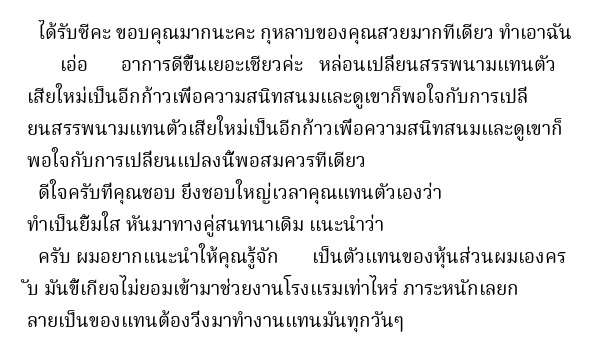 ได้รับซีคะ ขอบคุณมากนะคะ กุหลาบของคุณสวยมากทีเดียว ทำเอาฉัน
เอ่อ อาการดีขึ้นเยอะเชียวค่ะ หล่อนเปลี่ยนสรรพนามแทนตัว
เสียใหม่เป็นอีกก้าวเพื่อความสนิทสนมและดูเขาก็พอใจกับการเปลี่
ยนสรรพนามแทนตัวเสียใหม่เป็นอีกก้าวเพื่อความสนิทสนมและดูเขาก็
พอใจกับการเปลี่ยนแปลงนี้พอสมควรทีเดียว
ดีใจครับที่คุณชอบ ยิ่งชอบใหญ่เวลาคุณแทนตัวเองว่า
ทำเป็นยิ้มใส หันมาทางคู่สนทนาเดิม แนะนำว่า
ครับ ผมอยากแนะนำให้คุณรู้จัก เป็นตัวแทนของหุ้นส่วนผมเองคร
ับ มันขี้เกียจไม่ยอมเข้ามาช่วยงานโรงแรมเท่าไหร่ ภาระหนักเลยก
ลายเป็นของแทนต้องวิ่งมาทำงานแทนมันทุกวันๆ